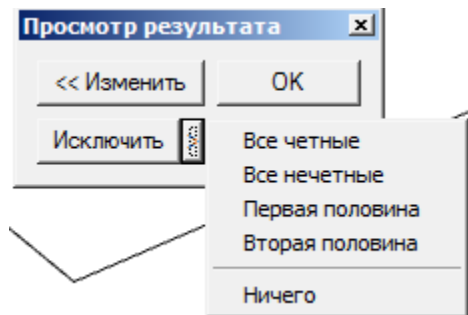 Просмотр результата
<< Изменить
OK
Исключить
Все четные
Все нечетные
Первая половина
Вторая половина
Ничего